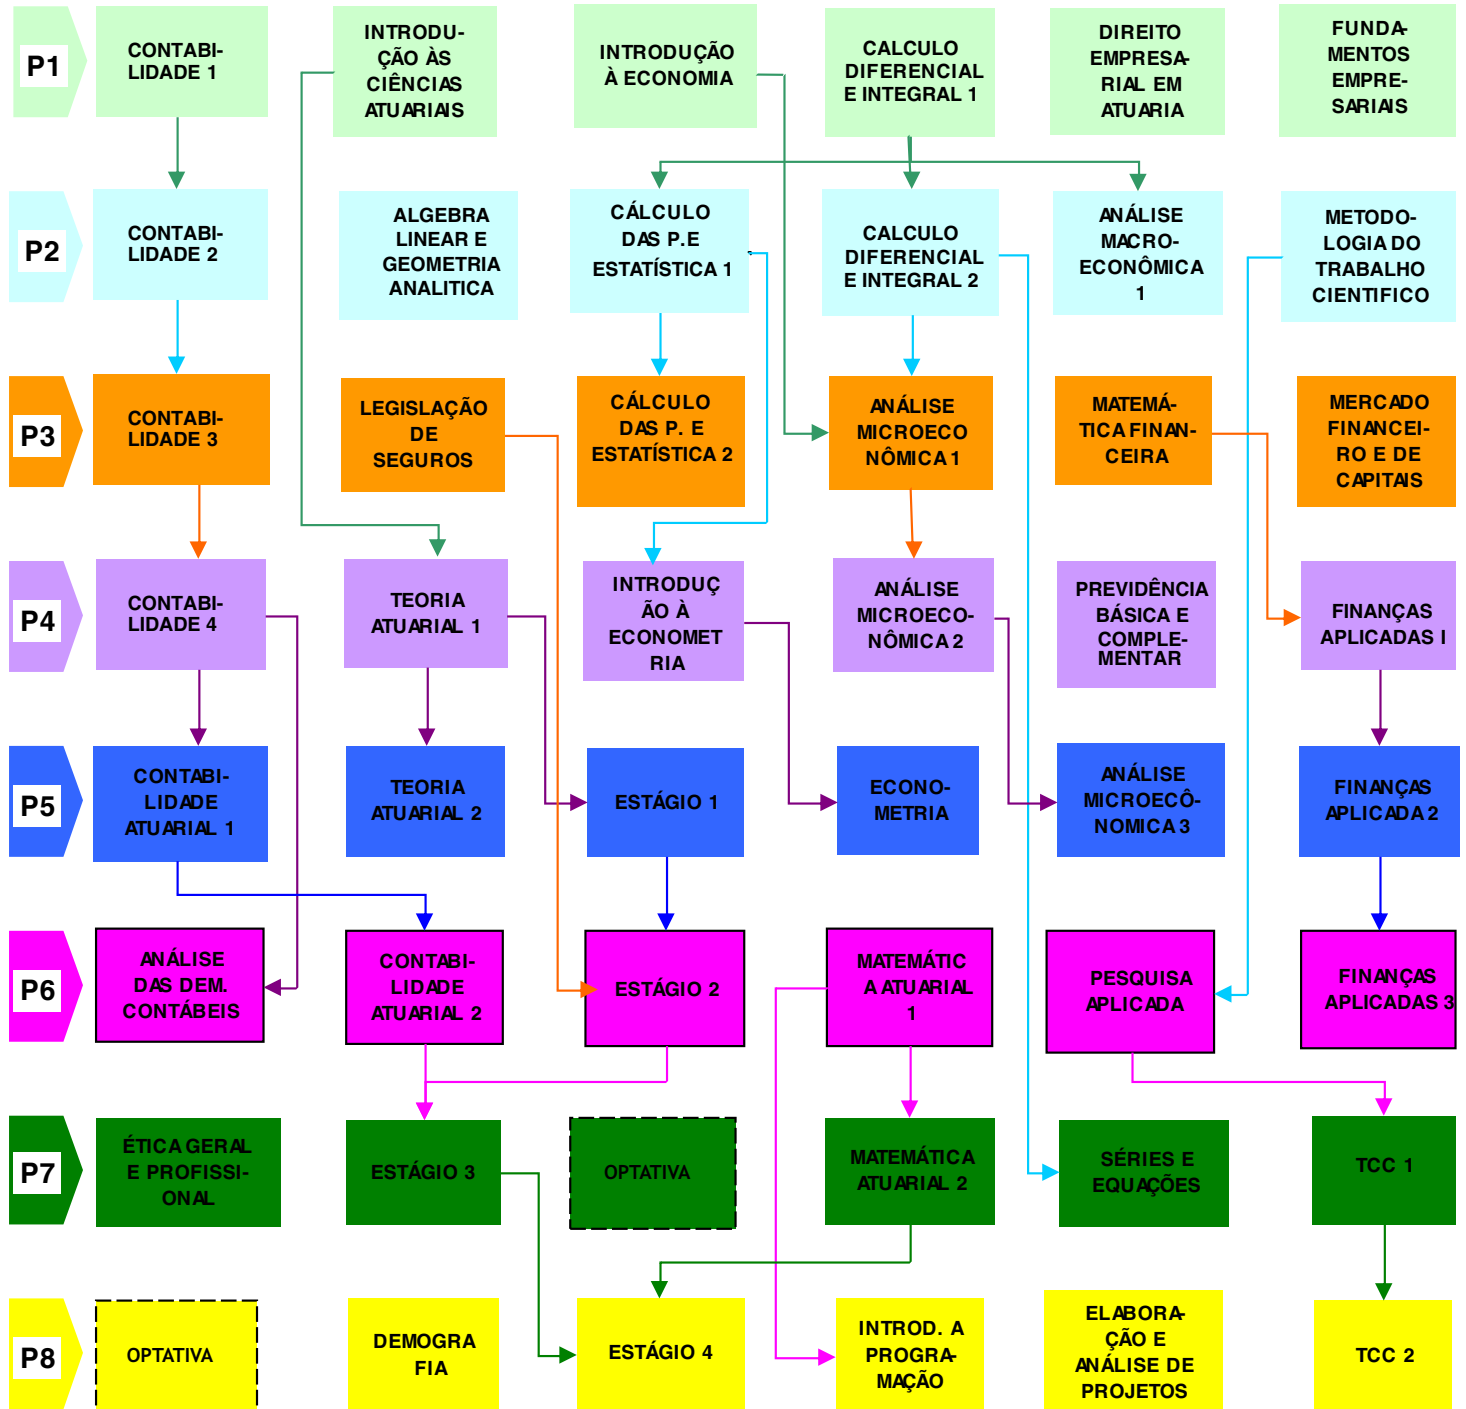 P1
CONTABI-
LIDADE 1
INTRODU-
ÇÃO ÀS
CIÊNCIAS
ATUARIAIS
INTRODUÇÃO
À ECONOMIA
CALCULO
DIFERENCIAL
E INTEGRAL 1
DIREITO
EMPRESA-
RIAL EM
ATUARIA
FUNDA-
MENTOS
EMPRE-
SARIAIS
P2
CONTABI-
LIDADE 2
ALGEBRA
LINEAR E
GEOMETRIA
ANALITICA
CÁLCULO
DAS P.E
ESTATÍSTICA 1
CALCULO
DIFERENCIAL
E INTEGRAL 2
ANÁLISE
MACRO-
ECONÔMICA
1
METODO-
LOGIA DO
TRABALHO
CIENTIFICO
P3
CONTABI-
LIDADE 3
LEGISLAÇÃO
DE
SEGUROS
CÁLCULO
DAS P. E
ESTATÍSTICA 2
ANÁLISE
MICROECO
NÔMICA 1
MATEMÁ-
TICA FINAN-
CEIRA
MERCADO
FINANCEI-
RO E DE
CAPITAIS
P4
CONTABI-
LIDADE 4
TEORIA
ATUARIAL 1
INTRODUÇ
ÃO À
ECONOMET
RIA
ANÁLISE
MICROECO-
NÔMICA 2
PREVIDÊNCIA
BÁSICA E
COMPLE-
MENTAR
FINANÇAS
APLICADAS I
P5
CONTABI-
LIDADE
ATUARIAL 1
TEORIA
ATUARIAL 2
ESTÁGIO 1
ECONO-
METRIA
ANÁLISE
MICROECÔ-
NOMICA 3
FINANÇAS
APLICADA 2
P6
ANÁLISE
DAS DEM.
CONTÁBEIS
CONTABI-
LIDADE
ATUARIAL 2
ESTÁGIO 2
MATEMÁTIC
A ATUARIAL
1
PESQUISA
APLICADA
FINANÇAS
APLICADAS 3
P7
ÉTICA GERAL
E PROFISSI-
ONAL
ESTÁGIO 3
OPTATIVA
MATEMÁTICA
ATUARIAL 2
SÉRIES E
EQUAÇÕES
TCC 1
P8
OPTATIVA
DEMOGRA
FIA
ESTÁGIO 4
INTROD. A
PROGRA-
MAÇÃO
ELABORA-
ÇÃO E
ANÁLISE DE
PROJETOS
TCC 2